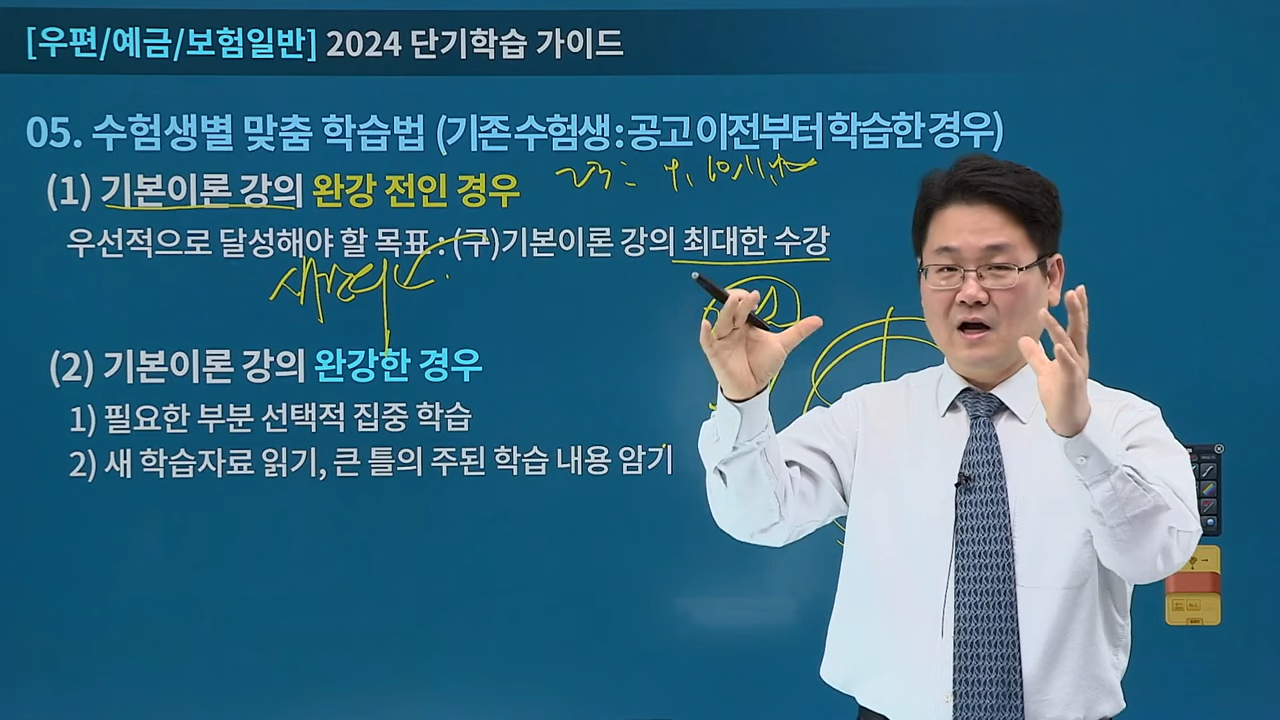 [우편/예금/보험일반] 2024 단기학습 가이드
05. 수험생별 맞춤 학습법 (기존 수험생 : 공고 이전부터 학습한 경우)
(1) 기본이론 강의 완강 전인 경우
우선적으로 달성해야 할 목표 : (구)기본이론 강의 최대한 수강
(2) 기본이론 강의 완강한 경우
1) 필요한 부분 선택적 집중 학습
2) 새 학습자료 읽기, 큰 틀의 주된 학습 내용 암기